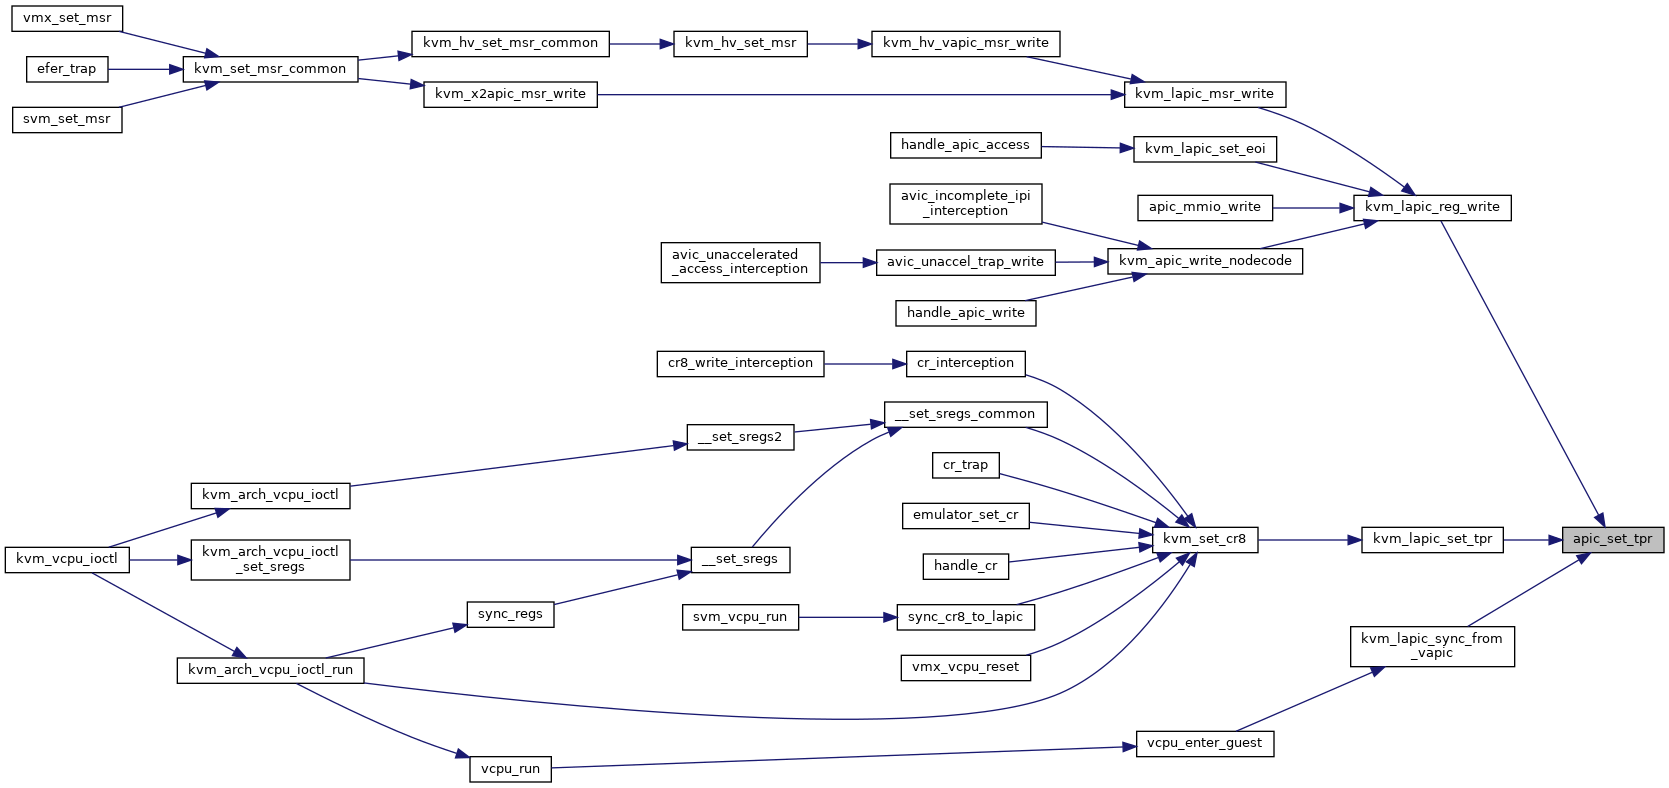 vmx_set_msr
efer_trap
svm_set_msr
kvm_set_msr_common
kvm_hv_set_msr_common
kvm_x2apic_msr_write
kvm_hv_set_msr
kvm_hv_vapic_msr_write
kvm_lapic_msr_write
handle_apic_access
kvm_lapic_set_eoi
avic_incomplete_ipi
_interception
apic_mmio_write
kvm_lapic_reg_write
avic_unaccelerated
_access_interception
avic_unaccel_trap_write
kvm_apic_write_nodecode
handle_apic_write
cr8_write_interception
cr_interception
__set_sregs_common
__set_sregs2
cr_trap
kvm_arch_vcpu_ioctl
emulator_set_cr
kvm_vcpu_ioctl
kvm_arch_vcpu_ioctl
_set_sregs
__set_sregs
handle_cr
kvm_set_cr8
kvm_lapic_set_tpr
apic_set_tpr
sync_regs
svm_vcpu_run
sync_cr8_to_lapic
kvm_arch_vcpu_ioctl_run
vmx_vcpu_reset
kvm_lapic_sync_from
_vapic
vcpu_run
vcpu_enter_guest